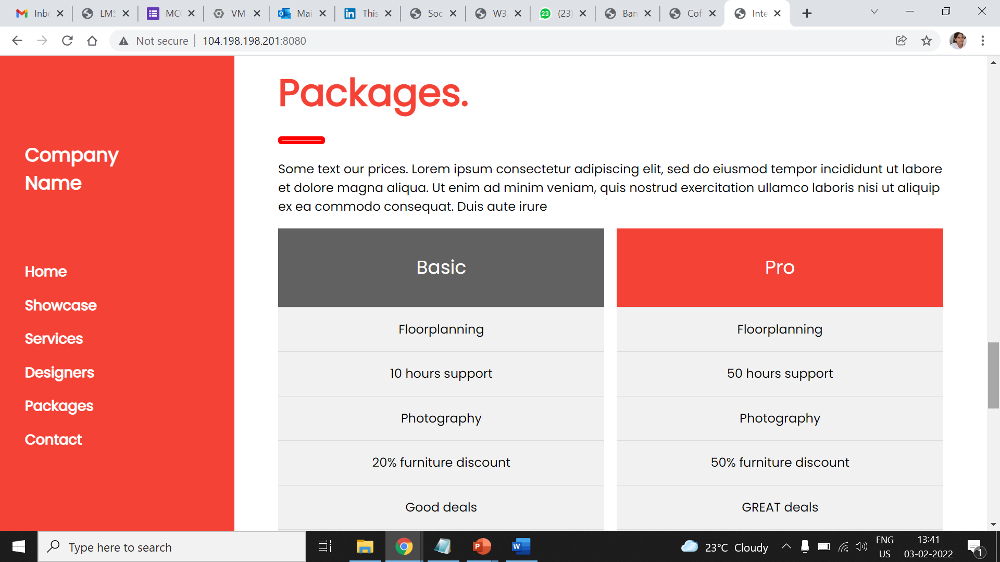 Inbo
LMS
MC
VM
Mai
This
Soc
W3.
23 (23)
Ban
Cof
Inte
Not secure
104.198.198.201:8080
Company
Name
Home
Showcase
Services
Designers
Packages
Contact
Packages.
Some text our prices. Lorem ipsum consectetur adipiscing elit, sed do eiusmod tempor incididunt ut labore
et dolore magna aliqua. Ut enim ad minim veniam, quis nostrud exercitation ullamco laboris nisi ut aliquip
ex ea commodo consequat. Duis aute irure
Basic
Floorplanning
10 hours support
Photography
20% furniture discount
Good deals
Pro
Floorplanning
50 hours support
Photography
50% furniture discount
GREAT deals
Type here to search
P
W
23°C Cloudy
ENG
US
13:41
03-02-2022
1